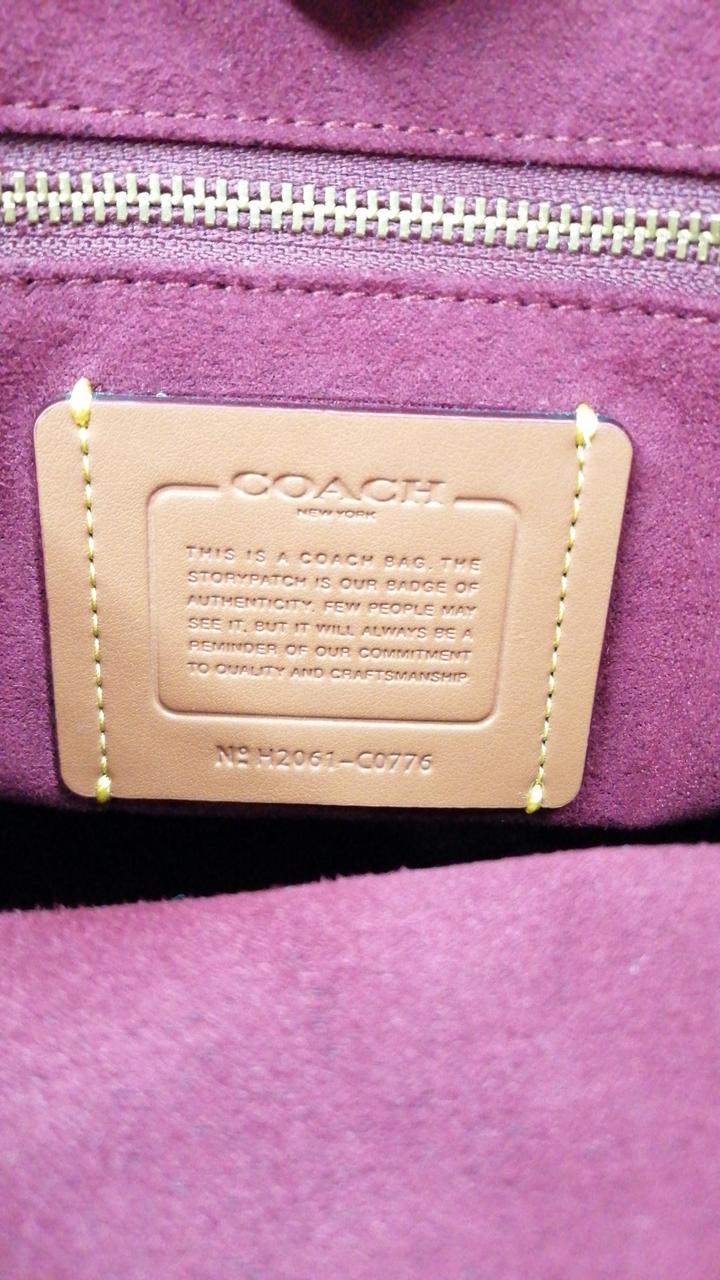 COACH
NEW YORK
THIS IS A COACH BAG. THE
STORYPATCH IS OUR BADGE OF
AUTHENTICITY. FEW PEOPLE MAY
SEE IT, BUT IT WILL ALWAYS BE A
REMINDER OF OUR COMMITMENT
TO QUALITY AND CRAFTSMANSHIP.
Nº H2061-C0776